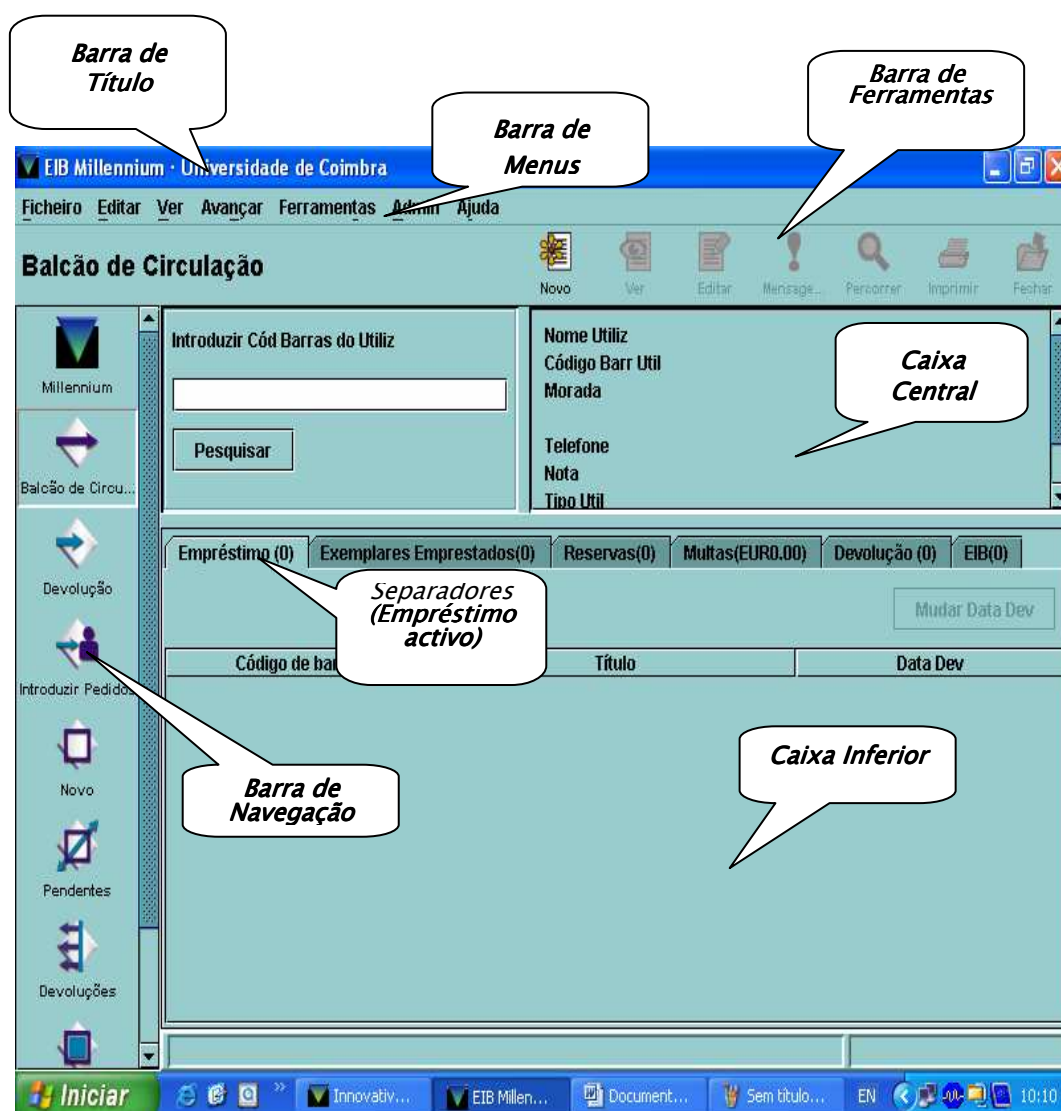 Barra de
Título
Barra de
Ferramentas
Barra de
Menus
EIB Millennium · Universidade de Coimbra
Ficheiro Editar Ver Avançar Ferramentas Admin Ajuda
Balcão de Circulação
Novo Ver Editar Mensage... Percorrer Imprimir Fechar
Millennium
Balcão de Circu...
Devolução
Introduzir Pedidos
Novo
Pendentes
Devoluções
Introduzir Cód Barras do Utiliz
Pesquisar
Nome Utiliz
Código Barr Util
Morada
Telefone
Nota
Tipo Util
Caixa
Central
Empréstimo (0) Exemplares Emprestados(0) Reservas(0) Multas(EUR0.00) Devolução (0) EIB(0)
Separadores
(Empréstimo
activo)
Mudar Data Dev
Código de Título Data Dev
Caixa Inferior
Barra de
Navegação
Iniciar » Innovativ... EIB Millen... Document... Sem título... EN 10:10